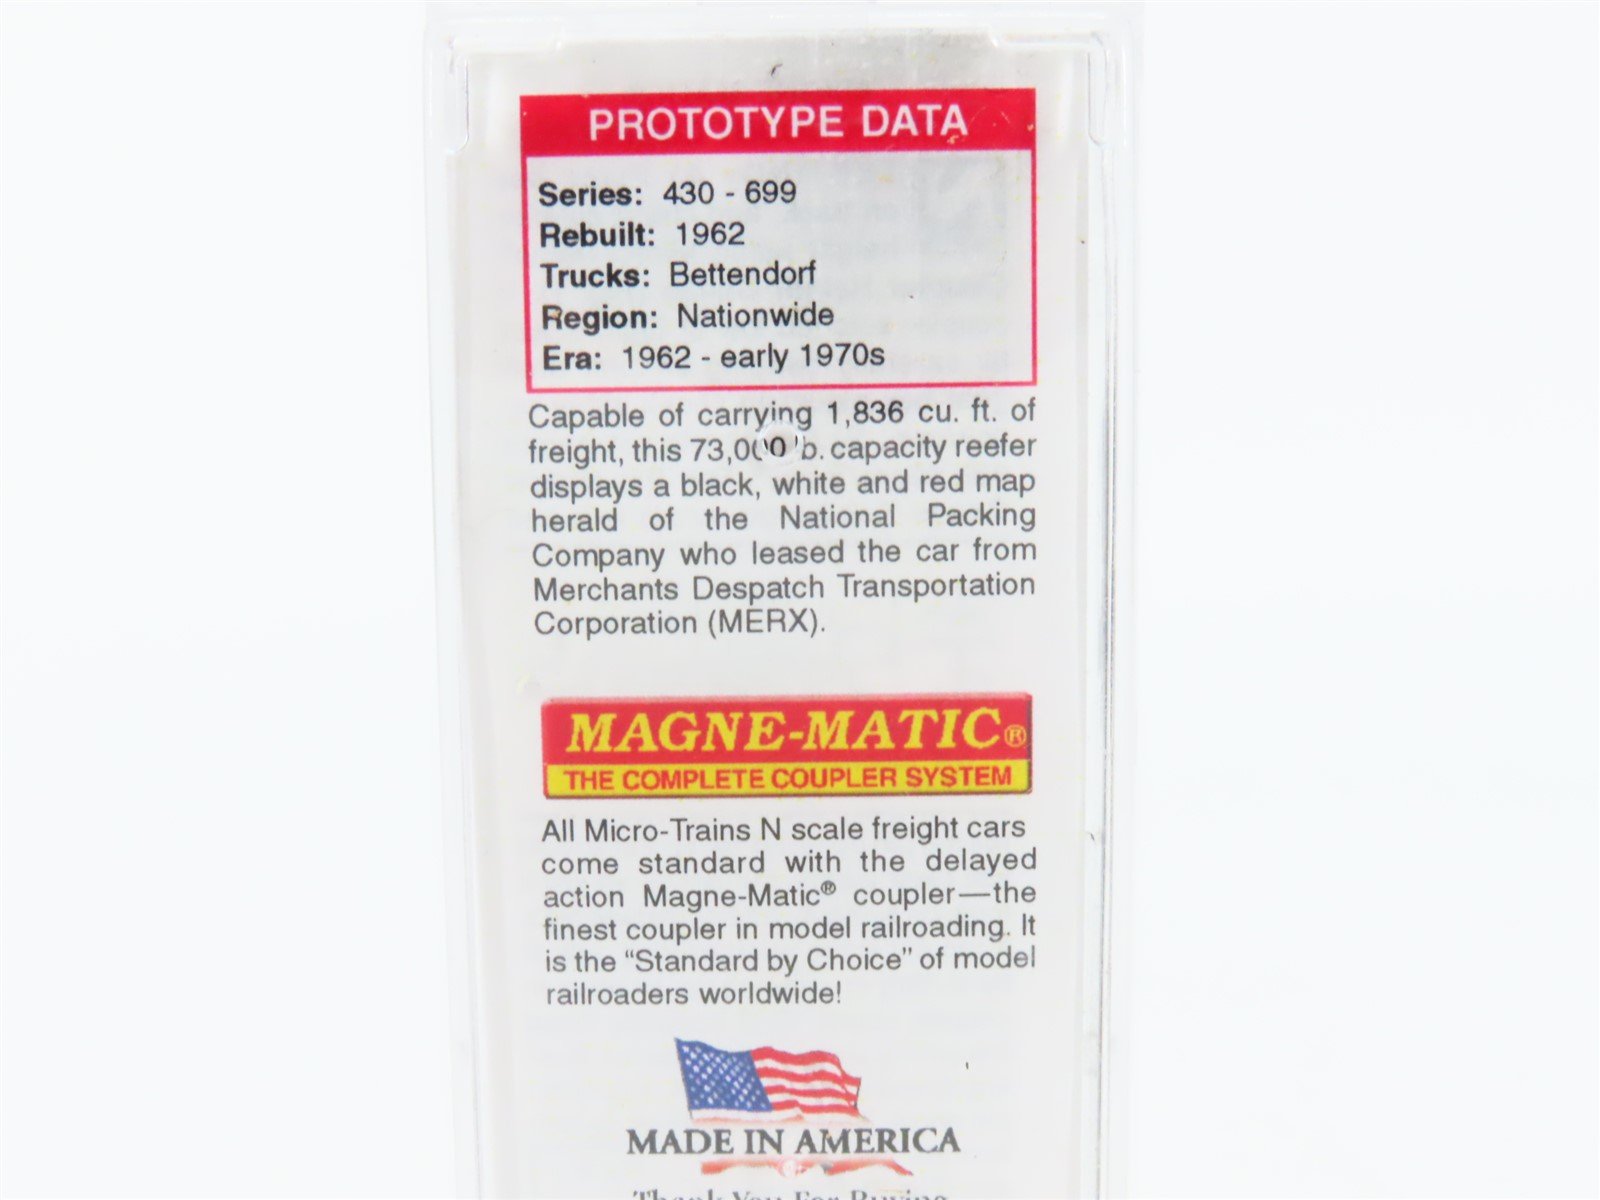 PROTOTYPE DATA
Series: 430 - 699
Rebuilt: 1962
Trucks: Bettendorf
Region: Nationwide
Era: 1962 - early 1970s
Capable of carrying 1,836 cu. ft. of
freight, this 73,000 lb. capacity reefer
displays a black, white and red map
herald of the National Packing
Company who leased the car from
Merchants Despatch Transportation
Corporation (MERX).
MAGNE-MATIC®
THE COMPLETE COUPLER SYSTEM
All Micro-Trains N scale freight cars
come standard with the delayed
action Magne-Matic® coupler—the
finest coupler in model railroading. It
is the “Standard by Choice” of model
railroaders worldwide!
MADE IN AMERICA
Thank You For Buying